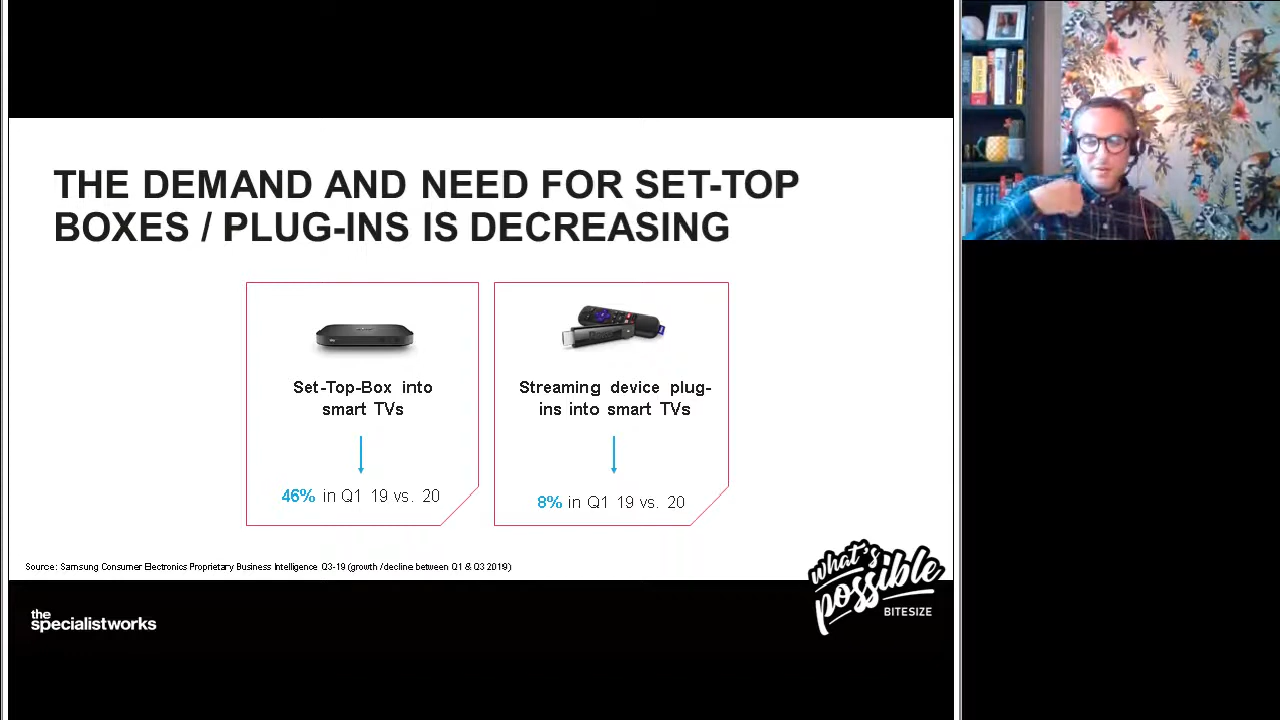 THE DEMAND AND NEED FOR SET-TOP
BOXES / PLUG-INS IS DECREASING
Set-Top-Box into
smart TVs
46% in Q1 19 vs. 20
Streaming device plug-
ins into smart TVs
8% in Q1 19 vs. 20
Source: Samsung Consumer Electronics Proprietary Business Intelligence Q3-19 (growth /decline between Q1 & Q3 2019)
the
specialistworks
what's
possible
BITESIZE